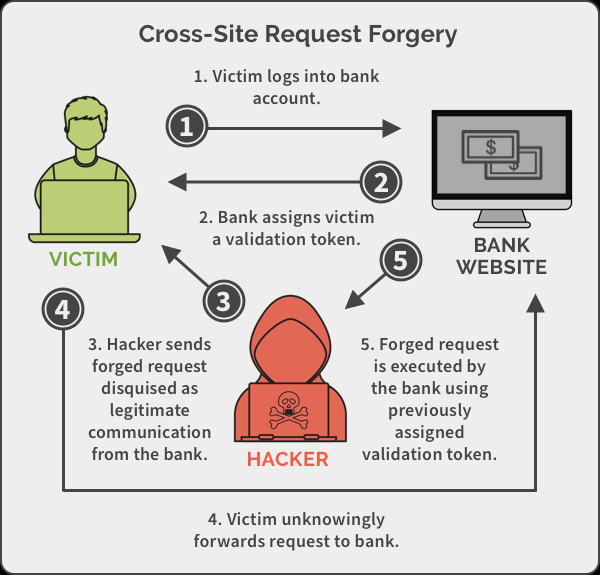 Cross-Site Request Forgery
1. Victim logs into bank
account.
1
2
2. Bank assigns victim
a validation token.
VICTIM
BANK
WEBSITE
5
3
4
3. Hacker sends
forged request
disquised as
legitimate
communication
from the bank.
5. Forged request
is executed by
the bank using
previously
assigned
validation token.
HACKER
4. Victim unknowingly
forwards request to bank.
$
$